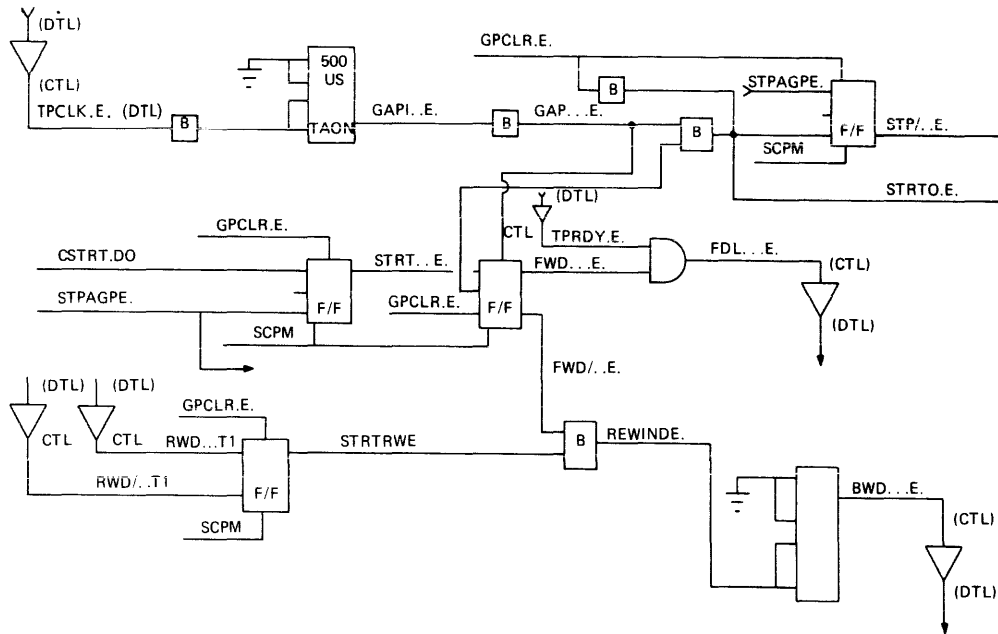 (DTL)
GPCLR.E.
500
US
(CTL)
TPCLK.E. (DTL)
B
TAON
GAPI..E.
B
GAP...E.
B
B
STPAGPE.
F/F
STP/..E.
SCPM
STRTO.E.
GPCLR.E.
CSTRT.DO
STRT..E.
STPAGPE.
F/F
SCPM
(DTL)
CTL
TPRDY.E.
FWD...E.
FDL...E.
GPCLR.E.
F/F
(CTL)
(DTL)
FWD/..E.
(DTL)
(DTL)
GPCLR.E.
CTL
CTL
RWD...T1
STRTRWE
B
REWINDE.
RWD/..T1
F/F
SCPM
BWD...E.
(CTL)
(DTL)